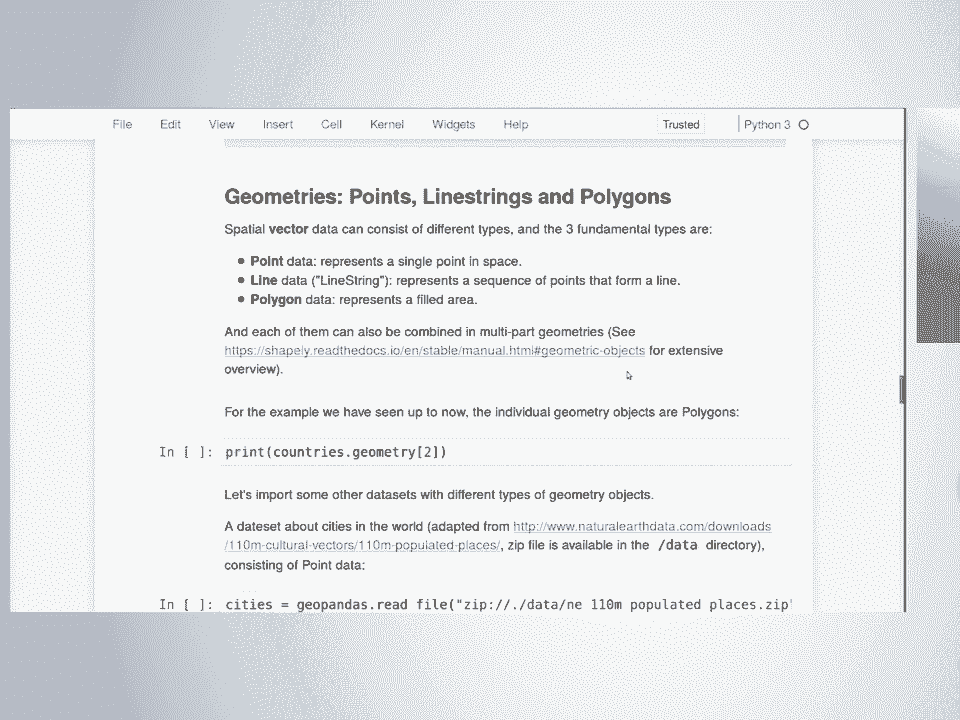 File Edit View Insert Cell Kernel Widgets Help Trusted Python 3
Geometries: Points, Linestrings and Polygons
Spatial vector data can consist of different types, and the 3 fundamental types are:
Point data: represents a single point in space.
Line data ("LineString"): represents a sequence of points that form a line.
Polygon data: represents a filled area.
And each of them can also be combined in multi-part geometries (See
https://shapely.readthedocs.io/en/stable/manual.html#geometric-objects for extensive
overview).
For the example we have seen up to now, the individual geometry objects are Polygons:
In [ ]: print(countries.geometry[2])
Let's import some other datasets with different types of geometry objects.
A dateset about cities in the world (adapted from http://www.naturalearthdata.com/downloads
/110m-cultural-vectors/110m-populated-places/, zip file is available in the /data directory),
consisting of Point data:
In [ ]: cities = geopandas.read_file("zip://./data/ne_110m_populated_places.zip"